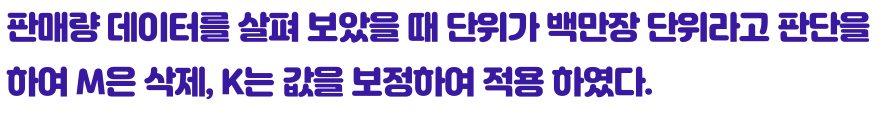 판매량 데이터를 살펴 보았을 때 단위가 백만장 단위라고 판단을
하여 M은 삭제, K는 값을 보정하여 적용 하였다.